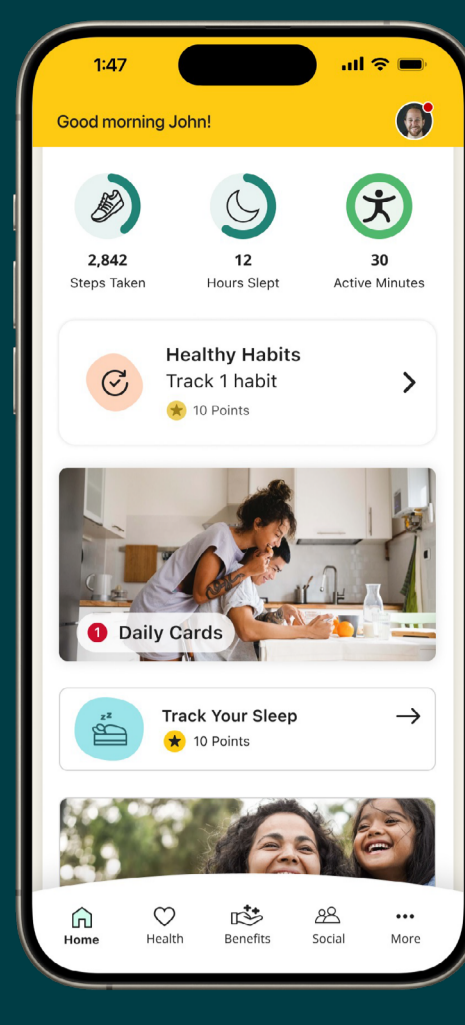 1:47
Good morning John!
2,842
Steps Taken
12
Hours Slept
30
Active Minutes
Healthy Habits
Track 1 habit
10 Points
1 Daily Cards
zz
Track Your Sleep
10 Points
Home
Health
Benefits
Social
More